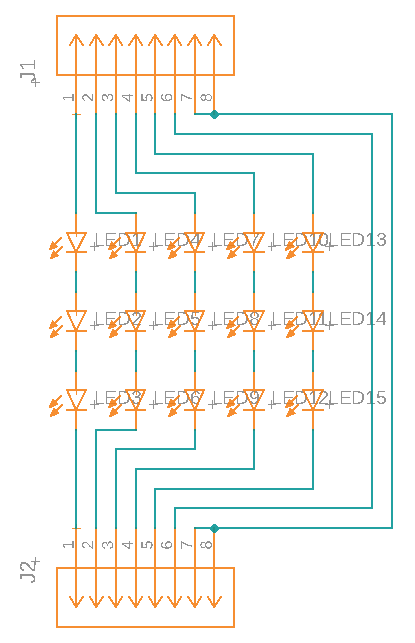 J1
1 2 3 4 5 6 7 8
LED1 LED4 LED7 LED10 LED13
LED2 LED5 LED8 LED11 LED14
LED3 LED6 LED9 LED12 LED15
1 2 3 4 5 6 7 8
J2